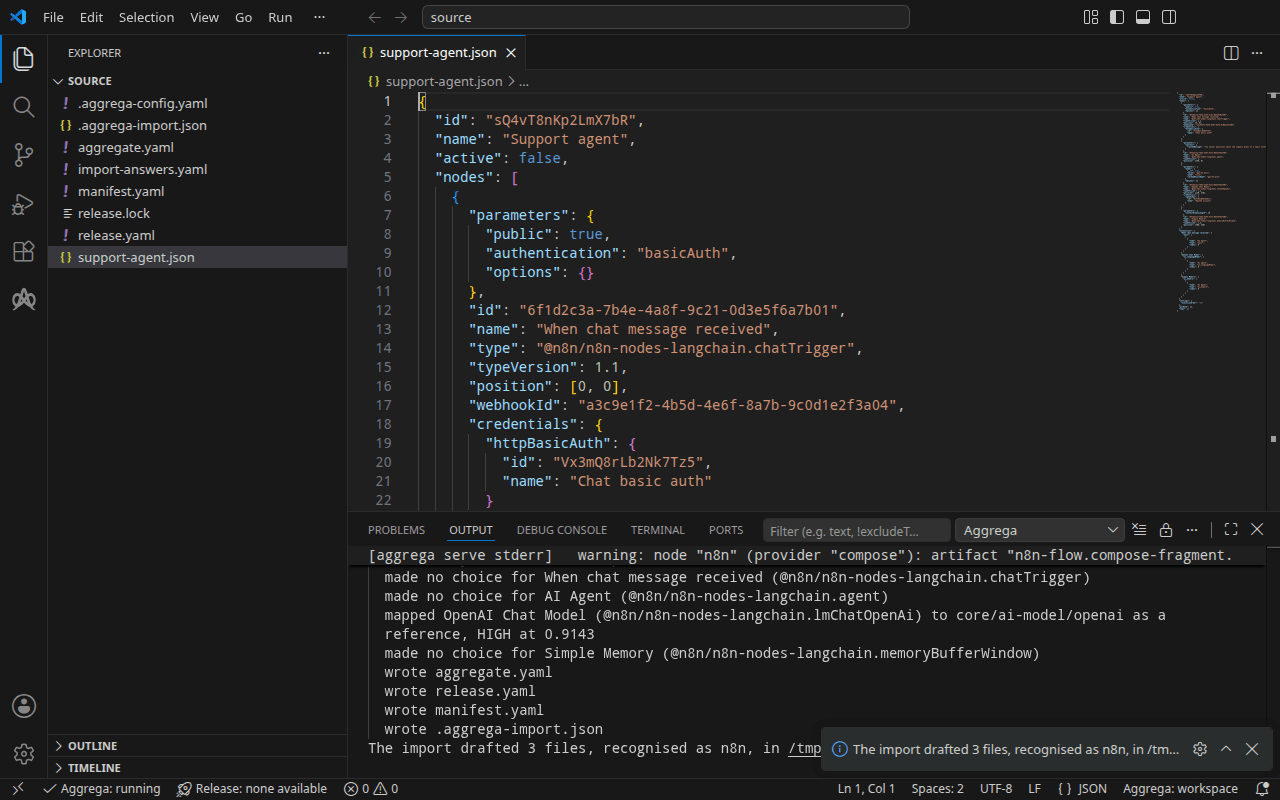 File Edit Selection View Go Run ···
source
EXPLORER
SOURCE
.aggrega-config.yaml
.aggrega-import.json
aggregate.yaml
import-answers.yaml
manifest.yaml
release.lock
release.yaml
support-agent.json
OUTLINE
TIMELINE
support-agent.json
support-agent.json > ...
1 {
2 "id": "sQ4vT8nKp2LmX7bR",
3 "name": "Support agent",
4 "active": false,
5 "nodes": [
6 {
7 "parameters": {
8 "public": true,
9 "authentication": "basicAuth",
10 "options": {}
11 },
12 "id": "6f1d2c3a-7b4e-4a8f-9c21-0d3e5f6a7b01",
13 "name": "When chat message received",
14 "type": "@n8n/n8n-nodes-langchain.chatTrigger",
15 "typeVersion": 1.1,
16 "position": [0, 0],
17 "webhookId": "a3c9e1f2-4b5d-4e6f-8a7b-9c0d1e2f3a04",
18 "credentials": {
19 "httpBasicAuth": {
20 "id": "Vx3mQ8rLb2Nk7Tz5",
21 "name": "Chat basic auth"
22 }
PROBLEMS OUTPUT DEBUG CONSOLE TERMINAL PORTS Filter (e.g. text, !excludeT... Aggrega
[aggrega serve stderr] warning: node "n8n" (provider "compose"): artifact "n8n-flow.compose-fragment.
made no choice for When chat message received (@n8n/n8n-nodes-langchain.chatTrigger)
made no choice for AI Agent (@n8n/n8n-nodes-langchain.agent)
mapped OpenAI Chat Model (@n8n/n8n-nodes-langchain.lmChatOpenAi) to core/ai-model/openai as a
reference, HIGH at 0.9143
made no choice for Simple Memory (@n8n/n8n-nodes-langchain.memoryBufferWindow)
wrote aggregate.yaml
wrote release.yaml
wrote manifest.yaml
wrote .aggrega-import.json
The import drafted 3 files, recognised as n8n, in /tmp
The import drafted 3 files, recognised as n8n, in /tm...
Aggrega: running Release: none available 0 0 Ln 1, Col 1 Spaces: 2 UTF-8 LF { } JSON Aggrega: workspace